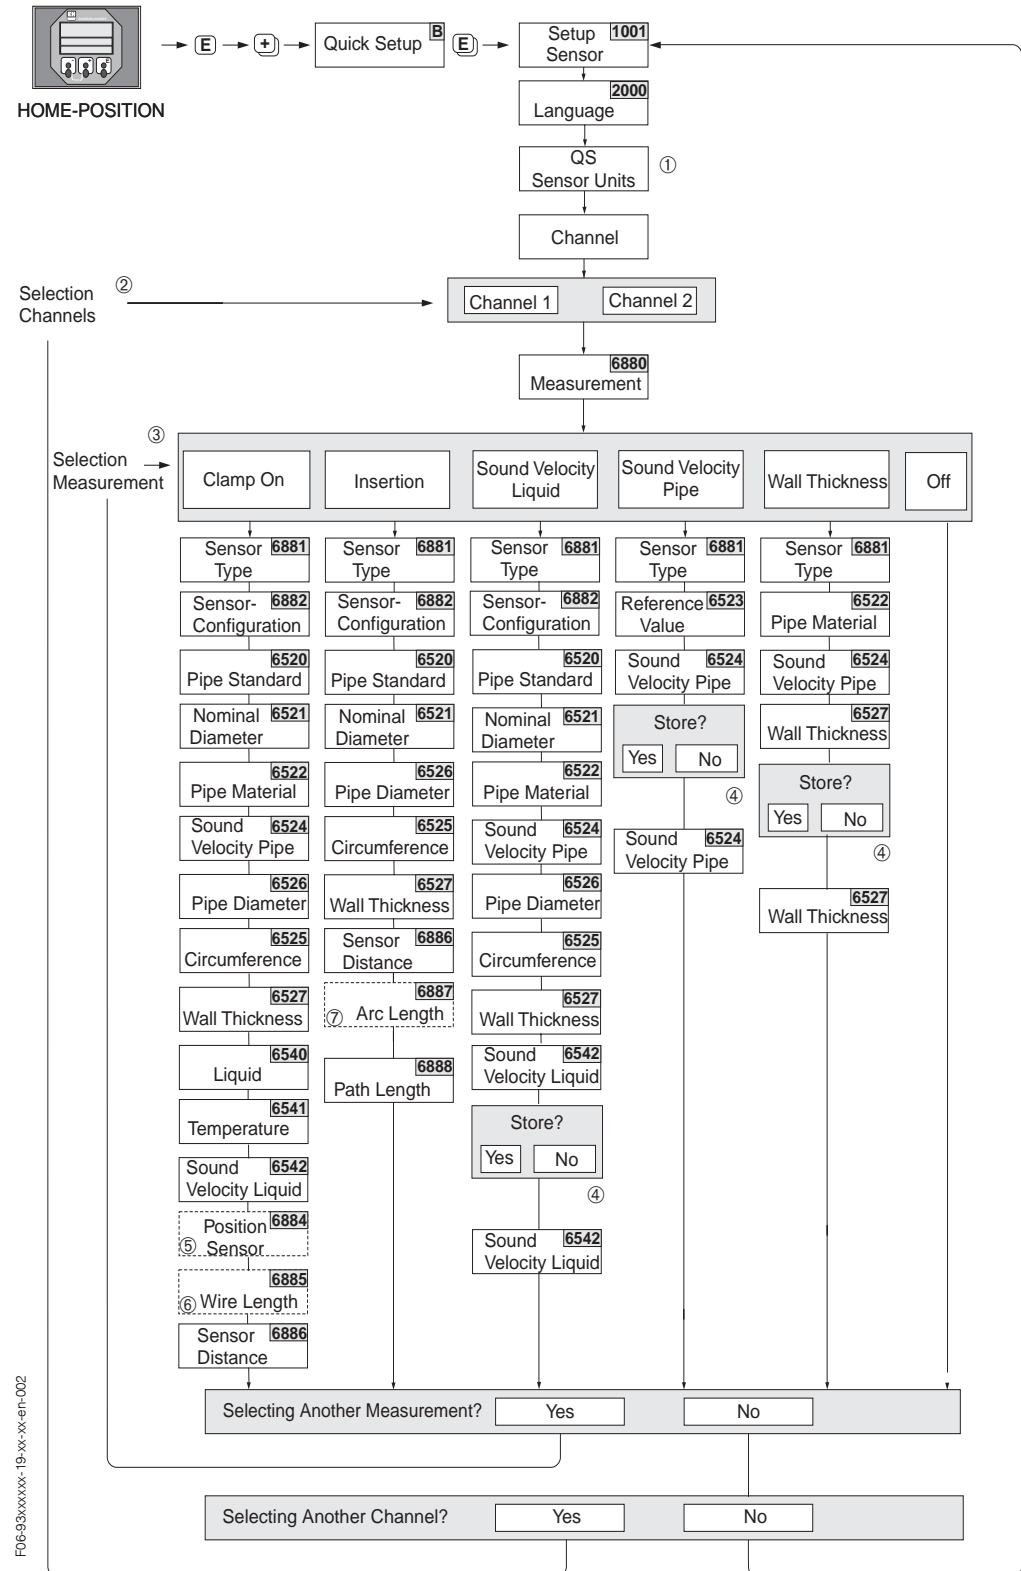 E
+
Quick Setup
B
E
Setup
Sensor
1001
HOME-POSITION
2000
Language
QS
Sensor Units
①
Channel
Selection
Channels
②
Channel 1
Channel 2
6880
Measurement
③
Selection
Measurement
Clamp On
Insertion
Sound Velocity
Liquid
Sound Velocity
Pipe
Wall Thickness
Off
Sensor
Type
6881
Sensor-
Configuration
6882
6520
Pipe Standard
Nominal
Diameter
6521
6522
Pipe Material
Sound
Velocity Pipe
6524
6526
Pipe Diameter
6525
Circumference
6527
Wall Thickness
6540
Liquid
6541
Temperature
Sound
Velocity Liquid
6542
Position
Sensor
6884
⑤
6885
⑥
Wire Length
Sensor
Distance
6886
Sensor
Type
6881
Sensor-
Configuration
6882
6520
Pipe Standard
Nominal
Diameter
6521
6526
Pipe Diameter
6525
Circumference
6527
Wall Thickness
Sensor
Distance
6886
6887
⑦
Arc Length
6888
Path Length
Sensor
Type
6881
Sensor-
Configuration
6882
6520
Pipe Standard
Nominal
Diameter
6521
6522
Pipe Material
Sound
Velocity Pipe
6524
6526
Pipe Diameter
6525
Circumference
6527
Wall Thickness
Sound
Velocity Liquid
6542
Store?
Yes
No
④
Sound
Velocity Liquid
6542
Sensor
Type
6881
Reference
Value
6523
Sound
Velocity Pipe
6524
Store?
Yes
No
④
Sound
Velocity Pipe
6524
Sensor
Type
6881
6522
Pipe Material
Sound
Velocity Pipe
6524
6527
Wall Thickness
Store?
Yes
No
④
6527
Wall Thickness
Selecting Another Measurement?
Yes
No
Selecting Another Channel?
Yes
No
F06-93xxxxxx-19-xx-xx-en-002